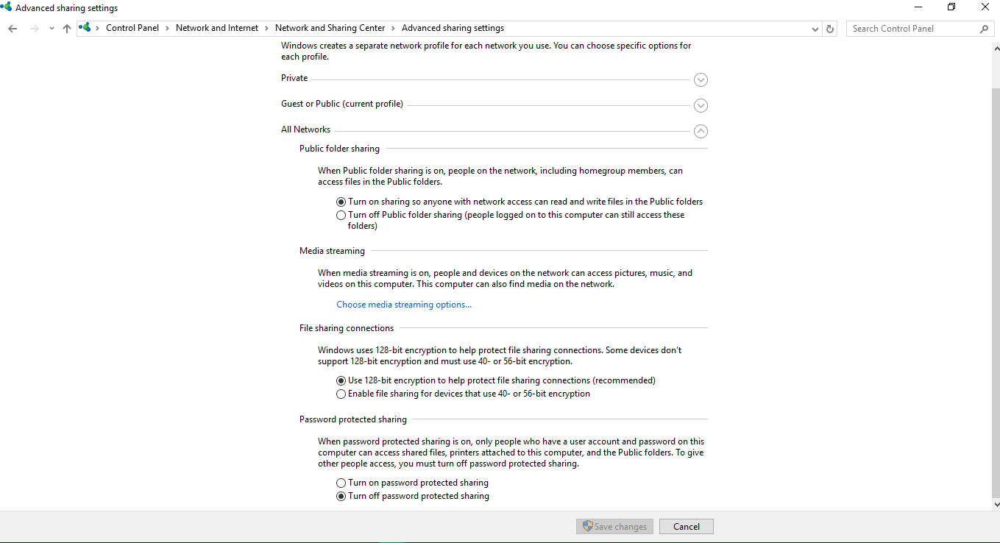 Advanced sharing settings
Control Panel > Network and Internet > Network and Sharing Center > Advanced sharing settings
Search Control Panel
Windows creates a separate network profile for each network you use. You can choose specific options for
each profile.
Private
Guest or Public (current profile)
All Networks
Public folder sharing
When Public folder sharing is on, people on the network, including homegroup members, can
access files in the Public folders.
Turn on sharing so anyone with network access can read and write files in the Public folders
Turn off Public folder sharing (people logged on to this computer can still access these
folders)
Media streaming
When media streaming is on, people and devices on the network can access pictures, music, and
videos on this computer. This computer can also find media on the network.
Choose media streaming options...
File sharing connections
Windows uses 128-bit encryption to help protect file sharing connections. Some devices don't
support 128-bit encryption and must use 40- or 56-bit encryption.
Use 128-bit encryption to help protect file sharing connections (recommended)
Enable file sharing for devices that use 40- or 56-bit encryption
Password protected sharing
When password protected sharing is on, only people who have a user account and password on this
computer can access shared files, printers attached to this computer, and the Public folders. To give
other people access, you must turn off password protected sharing.
Turn on password protected sharing
Turn off password protected sharing
Save changes
Cancel